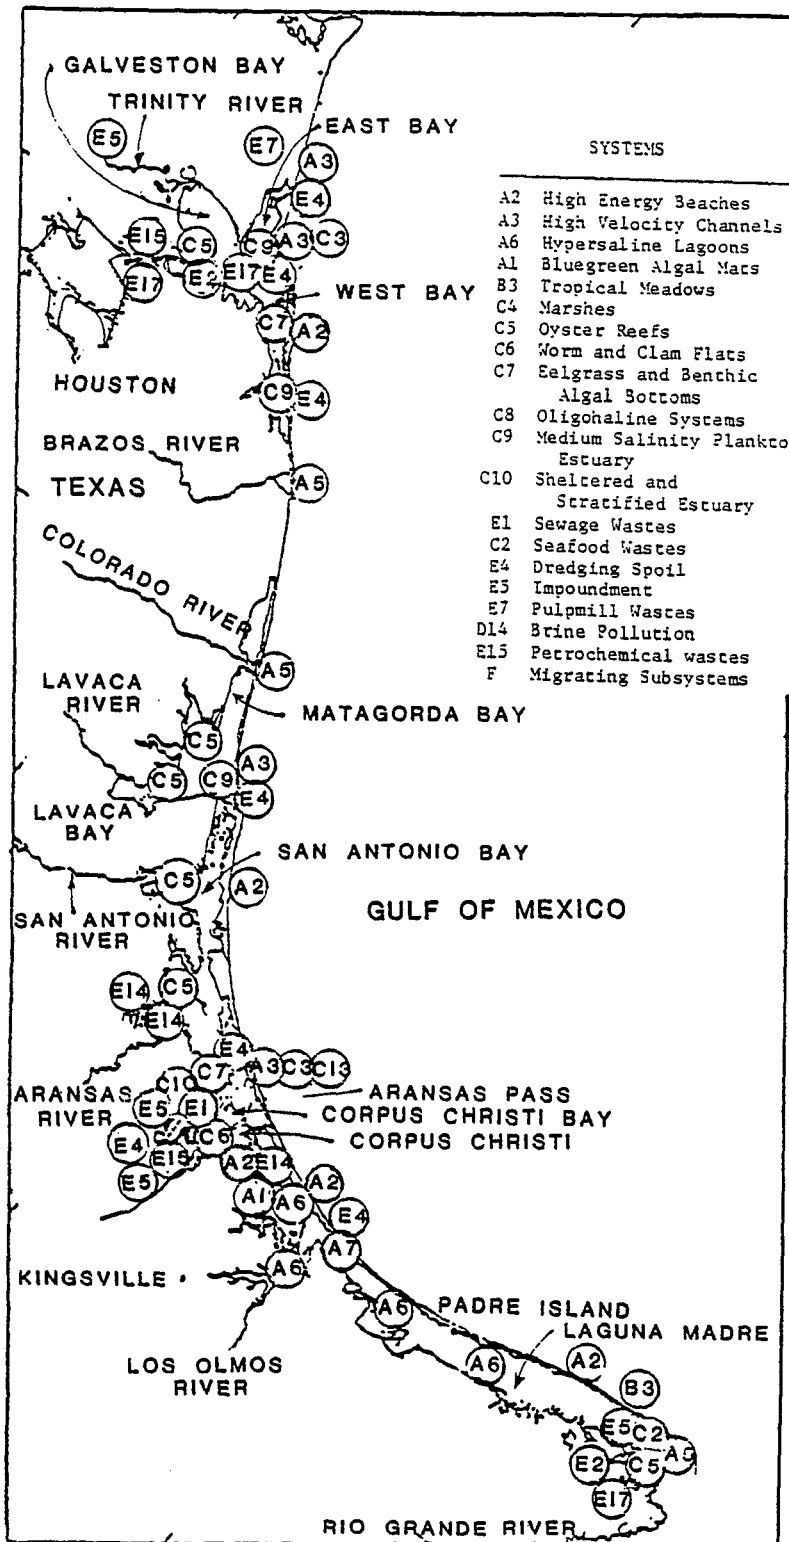 GALVESTON BAY
TRINITY RIVER
E5
E7
EAST BAY
A3
E4
E15
C5
C9
A3
C3
E17
E2
E17
E4
WEST BAY
C7
A2
HOUSTON
C9
E4
BRAZOS RIVER
TEXAS
A5
COLORADO RIVER
A5
LAVACA
RIVER
MATAGORDA BAY
C5
A3
C5
C9
E4
LAVACA
BAY
SAN ANTONIO BAY
C5
A2
GULF OF MEXICO
SAN ANTONIO
RIVER
E14
C5
E14
E4
C7
A3
C3
C13
C10
ARANSAS
RIVER
ARANSAS PASS
E5
E1
CORPUS CHRISTI BAY
E4
C6
CORPUS CHRISTI
E15
A2
E14
E5
A1
A6
A2
E4
A7
KINGSVILLE
A6
A6
PADRE ISLAND
LAGUNA MADRE
LOS OLMOS
RIVER
A6
A2
B3
E5
C2
A5
E2
C5
E17
RIO GRANDE RIVER
SYSTEMS
A2 High Energy Beaches
A3 High Velocity Channels
A6 Hypersaline Lagoons
A1 Bluegreen Algal Mats
B3 Tropical Meadows
C4 Marshes
C5 Oyster Reefs
C6 Worm and Clam Flats
C7 Eelgrass and Benthic
Algal Bottoms
C8 Oligohaline Systems
C9 Medium Salinity Plankto
Estuary
C10 Sheltered and
Stratified Estuary
E1 Sewage Wastes
C2 Seafood Wastes
E4 Dredging Spoil
E5 Impoundment
E7 Pulpmill Wastes
D14 Brine Pollution
E15 Petrochemical wastes
F Migrating Subsystems